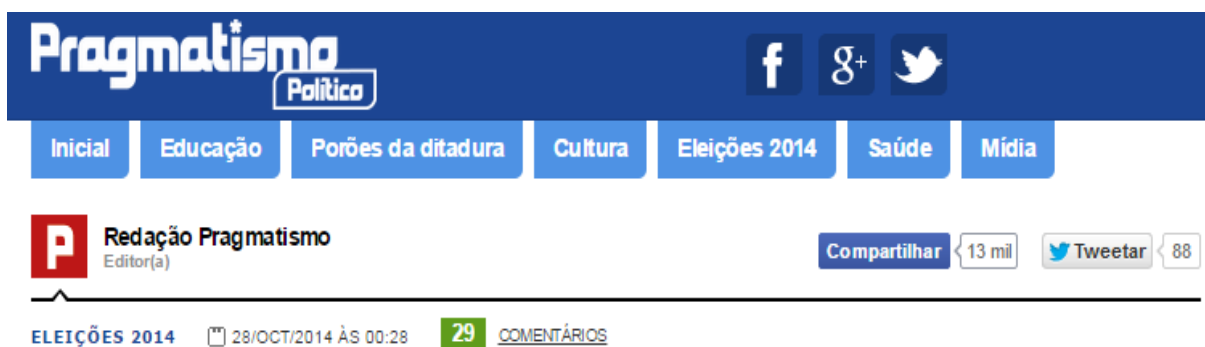 Pragmatismo
Político
f g+
Inicial Educação Porões da ditadura Cultura Eleições 2014 Saúde Mídia
P Redação Pragmatismo
Editor(a)
Compartilhar 13 mil Tweetar 88
ELEIÇÕES 2014 28/OCT/2014 ÀS 00:28 29 COMENTÁRIOS